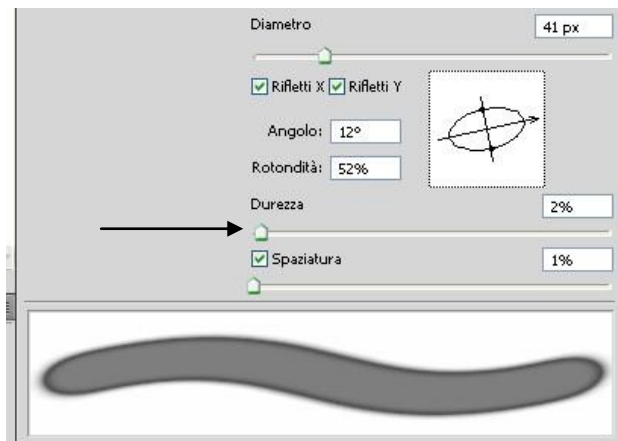 Diametro 41 px
Rifletti X Rifletti Y
Angolo: 12°
Rotondità: 52%
Durezza 2%
Spaziatura 1%